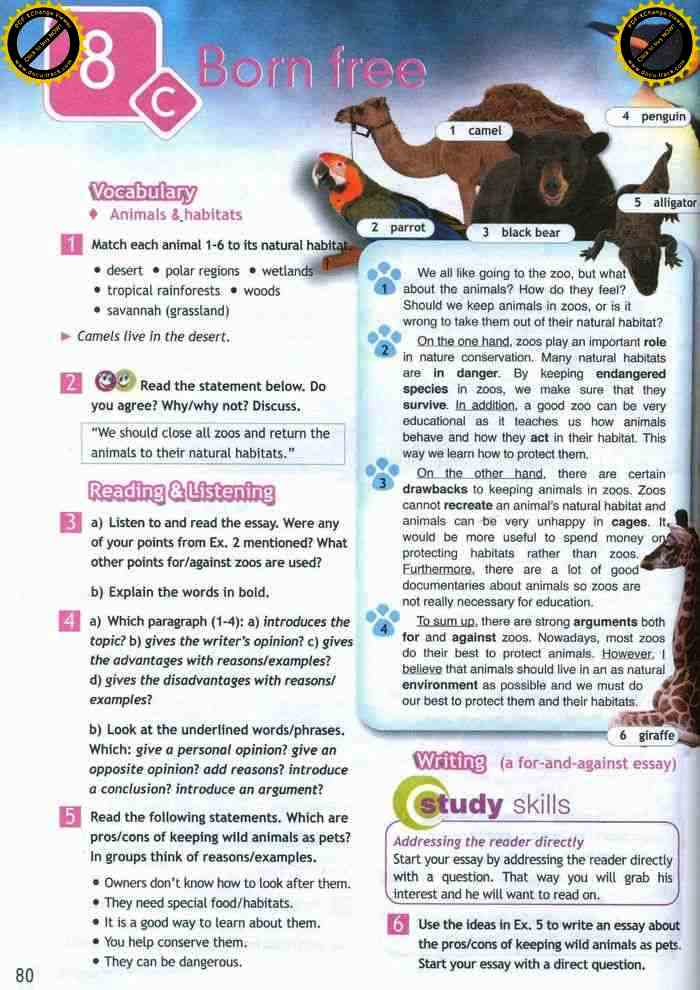 8
C
Born free
1 camel
2 parrot
3 black bear
4 penguin
5 alligator
Vocabulary
♦ Animals & habitats
1 Match each animal 1-6 to its natural habitat.
• desert • polar regions • wetlands
• tropical rainforests • woods
• savannah (grassland)
► Camels live in the desert.
2 Read the statement below. Do
you agree? Why/why not? Discuss.
"We should close all zoos and return the
animals to their natural habitats."
Reading & Listening
3 a) Listen to and read the essay. Were any
of your points from Ex. 2 mentioned? What
other points for/against zoos are used?
b) Explain the words in bold.
4 a) Which paragraph (1-4): a) introduces the
topic? b) gives the writer's opinion? c) gives
the advantages with reasons/examples?
d) gives the disadvantages with reasons/
examples?
b) Look at the underlined words/phrases.
Which: give a personal opinion? give an
opposite opinion? add reasons? introduce
a conclusion? introduce an argument?
5 Read the following statements. Which are
pros/cons of keeping wild animals as pets?
In groups think of reasons/examples.
• Owners don't know how to look after them.
• They need special food/habitats.
• It is a good way to learn about them.
• You help conserve them.
• They can be dangerous.
80
1 We all like going to the zoo, but what
about the animals? How do they feel?
Should we keep animals in zoos, or is it
wrong to take them out of their natural habitat?
2 On the one hand, zoos play an important role
in nature conservation. Many natural habitats
are in danger. By keeping endangered
species in zoos, we make sure that they
survive. In addition, a good zoo can be very
educational as it teaches us how animals
behave and how they act in their habitat. This
way we learn how to protect them.
3 On the other hand, there are certain
drawbacks to keeping animals in zoos. Zoos
cannot recreate an animal's natural habitat and
animals can be very unhappy in cages. It
would be more useful to spend money on
protecting habitats rather than zoos.
Furthermore, there are a lot of good
documentaries about animals so zoos are
not really necessary for education.
4 To sum up, there are strong arguments both
for and against zoos. Nowadays, most zoos
do their best to protect animals. However, I
believe that animals should live in an as natural
environment as possible and we must do
our best to protect them and their habitats.
6 giraffe
Writing (a for-and-against essay)
study skills
Addressing the reader directly
Start your essay by addressing the reader directly
with a question. That way you will grab his
interest and he will want to read on.
6 Use the ideas in Ex. 5 to write an essay about
the pros/cons of keeping wild animals as pets.
Start your essay with a direct question.
PDF-XChange Viewer
Click to buy NOW!
www.docu-track.com
PDF-XChange Viewer
Click to buy NOW!
www.docu-track.com